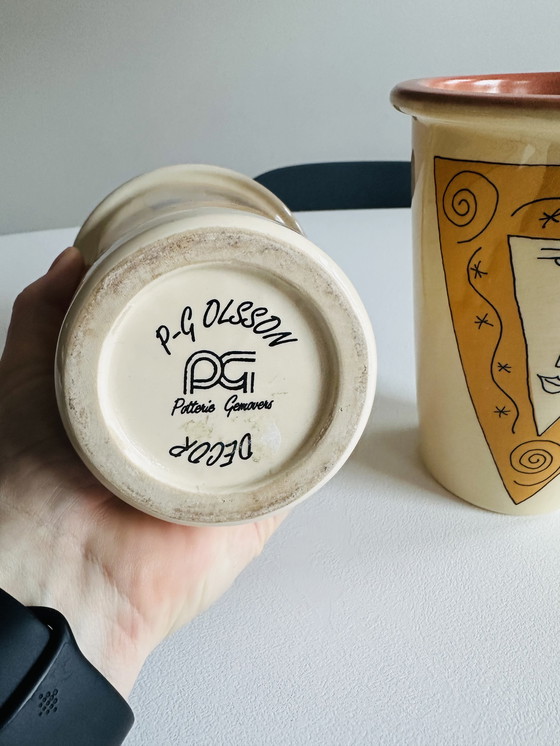 P-G OLSSON
PG
Potterie Gemovers
DECOR